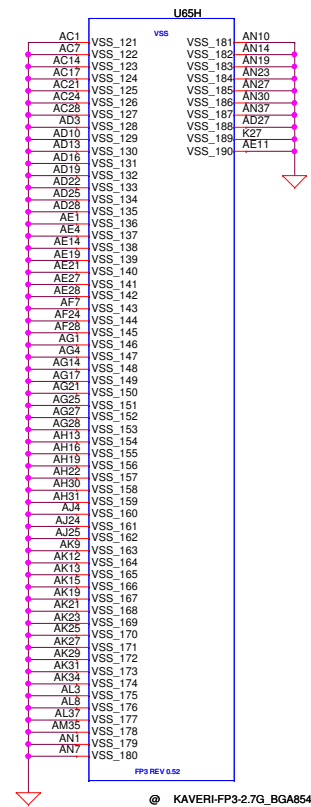 U65H
VSS
AC1 VSS_121 VSS_181 AN10
AC7 VSS_122 VSS_182 AN14
AC14 VSS_123 VSS_183 AN19
AC17 VSS_124 VSS_184 AN23
AC21 VSS_125 VSS_185 AN27
AC24 VSS_126 VSS_186 AN30
AC28 VSS_127 VSS_187 AN37
AD3 VSS_128 VSS_188 AD27
AD10 VSS_129 VSS_189 K27
AD13 VSS_130 VSS_190 AE11
AD16 VSS_131
AD19 VSS_132
AD22 VSS_133
AD25 VSS_134
AD28 VSS_135
AE1 VSS_136
AE4 VSS_137
AE14 VSS_138
AE19 VSS_139
AE21 VSS_140
AE27 VSS_141
AE28 VSS_142
AF7 VSS_143
AF24 VSS_144
AF28 VSS_145
AG1 VSS_146
AG4 VSS_147
AG14 VSS_148
AG17 VSS_149
AG21 VSS_150
AG25 VSS_151
AG27 VSS_152
AG28 VSS_153
AH13 VSS_154
AH16 VSS_155
AH19 VSS_156
AH22 VSS_157
AH30 VSS_158
AH31 VSS_159
AJ4 VSS_160
AJ24 VSS_161
AJ25 VSS_162
AK9 VSS_163
AK12 VSS_164
AK13 VSS_165
AK15 VSS_166
AK19 VSS_167
AK21 VSS_168
AK23 VSS_169
AK25 VSS_170
AK27 VSS_171
AK29 VSS_172
AK31 VSS_173
AK34 VSS_174
AL3 VSS_175
AL8 VSS_176
AL37 VSS_177
AM35 VSS_178
AN1 VSS_179
AN7 VSS_180
FP3 REV 0.52
@ KAVERI-FP3-2.7G_BGA854